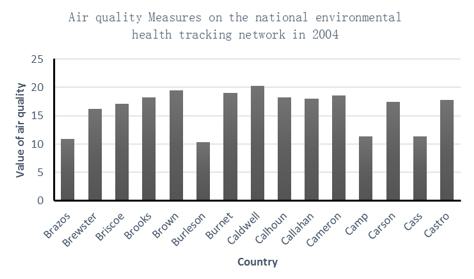 Air quality Measures on the national environmental
health tracking network in 2004
25
20
15
10
5
0
Value of air quality
Brazos
Brewster
Briscoe
Brooks
Brown
Burleson
Burnet
Caldwell
Calhoun
Callahan
Cameron
Camp
Carson
Cass
Castro
Country